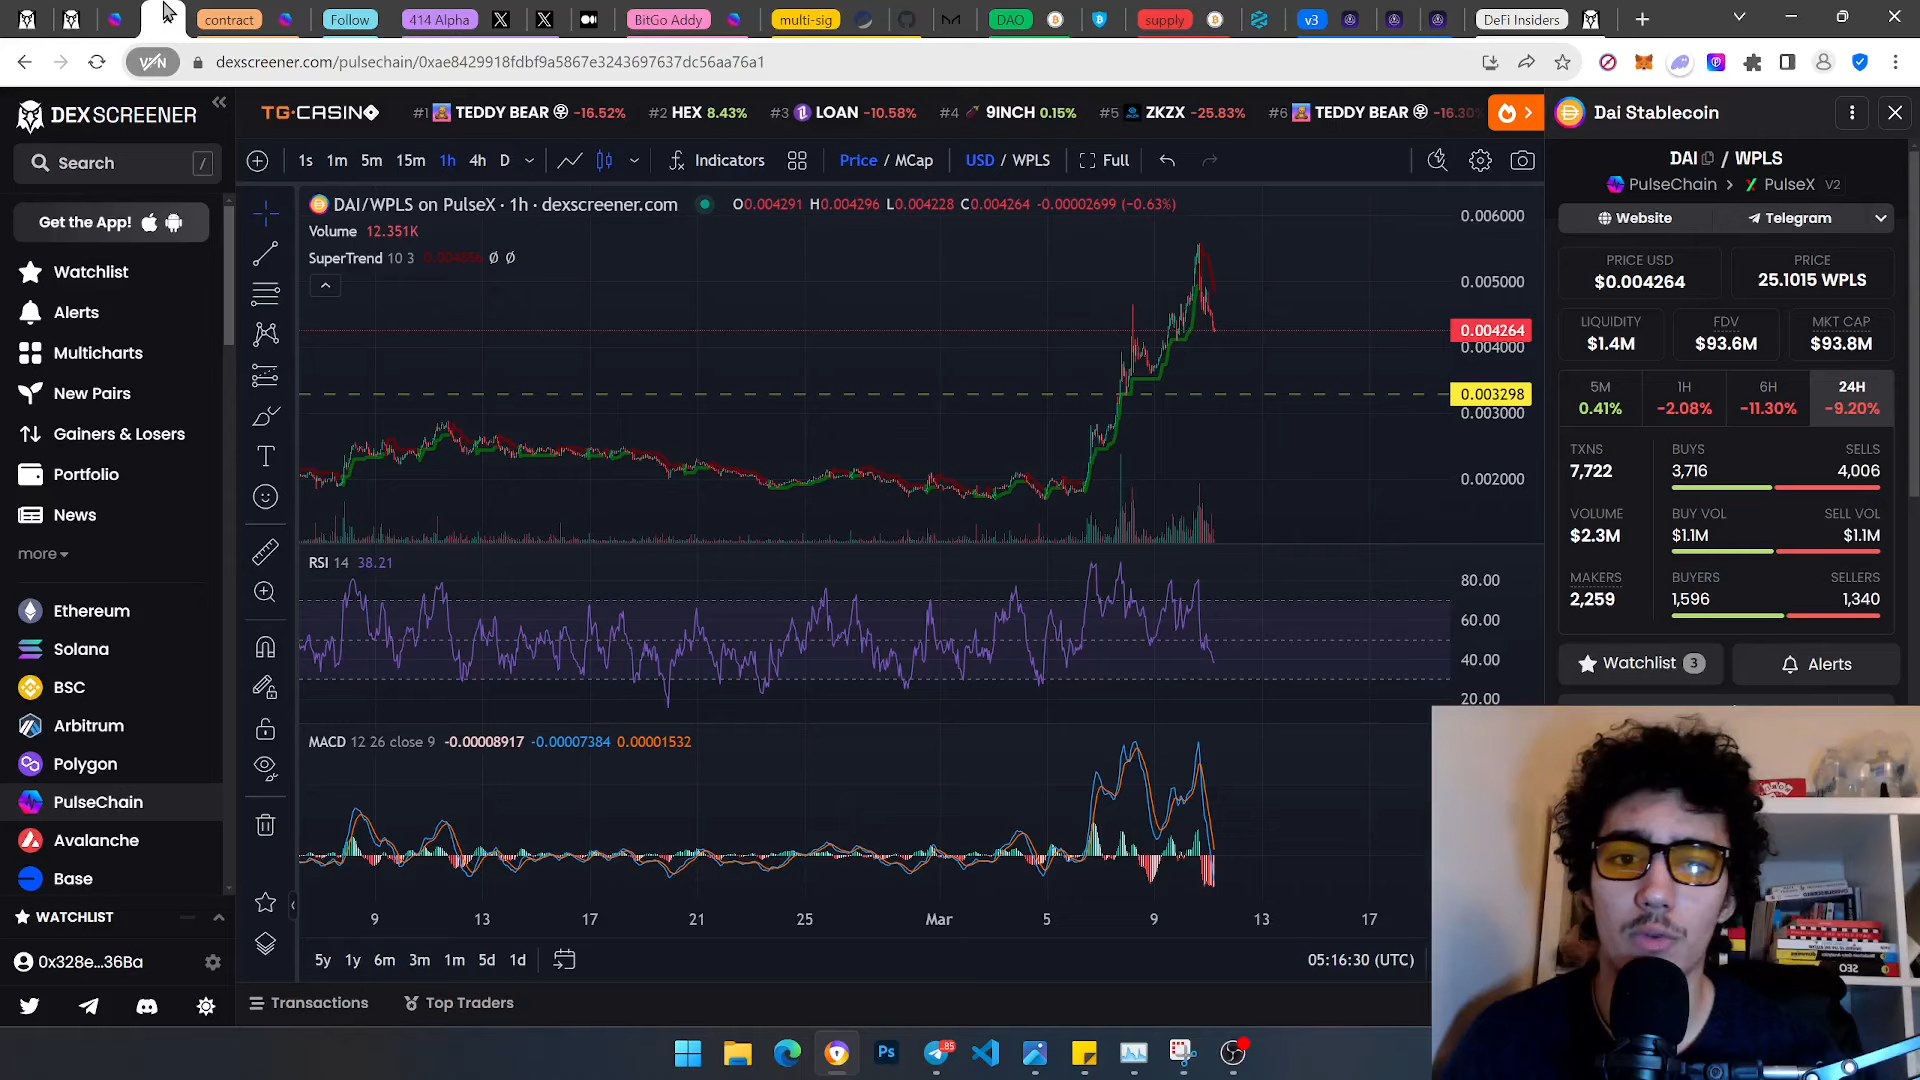 contract
Follow
414 Alpha
BitGo Addy
multi-sig
DAO
supply
v3
DeFi Insiders
VPN
dexscreener.com/pulsechain/0xae8429918fdbf9a5867e3243697637dc56aa76a1
DEX SCREENER
Search /
Get the App!
Watchlist
Alerts
Multicharts
New Pairs
Gainers & Losers
Portfolio
News
more
Ethereum
Solana
BSC
Arbitrum
Polygon
PulseChain
Avalanche
Base
WATCHLIST
0x328e...36Ba
TG.CASINO
#1 TEDDY BEAR -16.52%
#2 HEX 8.43%
#3 LOAN -10.58%
#4 9INCH 0.15%
#5 ZKZX -25.83%
#6 TEDDY BEAR -16.30%
1s 1m 5m 15m 1h 4h D
Indicators
Price / MCap
USD / WPLS
Full
DAI/WPLS on PulseX · 1h · dexscreener.com
O0.004291 H0.004296 L0.004228 C0.004264 -0.00002699 (-0.63%)
Volume 12.351K
SuperTrend 10 3 Ø Ø
0.006000
0.005000
0.004264
0.004000
0.003298
0.003000
0.002000
RSI 14 38.21
80.00
60.00
40.00
20.00
MACD 12 26 close 9 -0.00008917 -0.00007384 0.00001532
9 13 17 21 25 Mar 5 9 13 17
5y 1y 6m 3m 1m 5d 1d
05:16:30 (UTC)
Transactions
Top Traders
Dai Stablecoin
DAI / WPLS
PulseChain > PulseX V2
Website
Telegram
PRICE USD
$0.004264
PRICE
25.1015 WPLS
LIQUIDITY
$1.4M
FDV
$93.6M
MKT CAP
$93.8M
5M
0.41%
1H
-2.08%
6H
-11.30%
24H
-9.20%
TXNS
7,722
BUYS
3,716
SELLS
4,006
VOLUME
$2.3M
BUY VOL
$1.1M
SELL VOL
$1.1M
MAKERS
2,259
BUYERS
1,596
SELLERS
1,340
Watchlist 3
Alerts
Ps
85
SEO